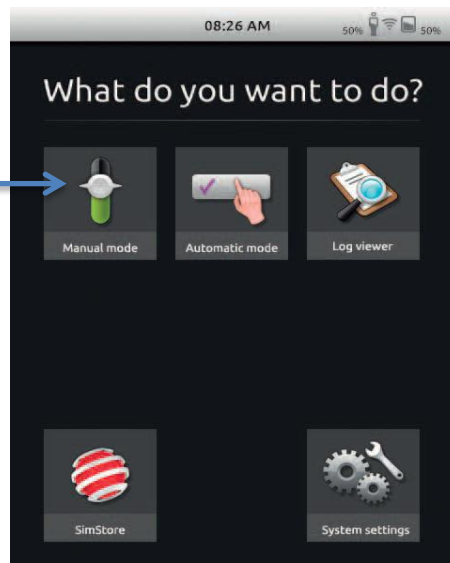 08:26 AM
50%
50%
What do you want to do?
Manual mode
Automatic mode
Log viewer
SimStore
System settings